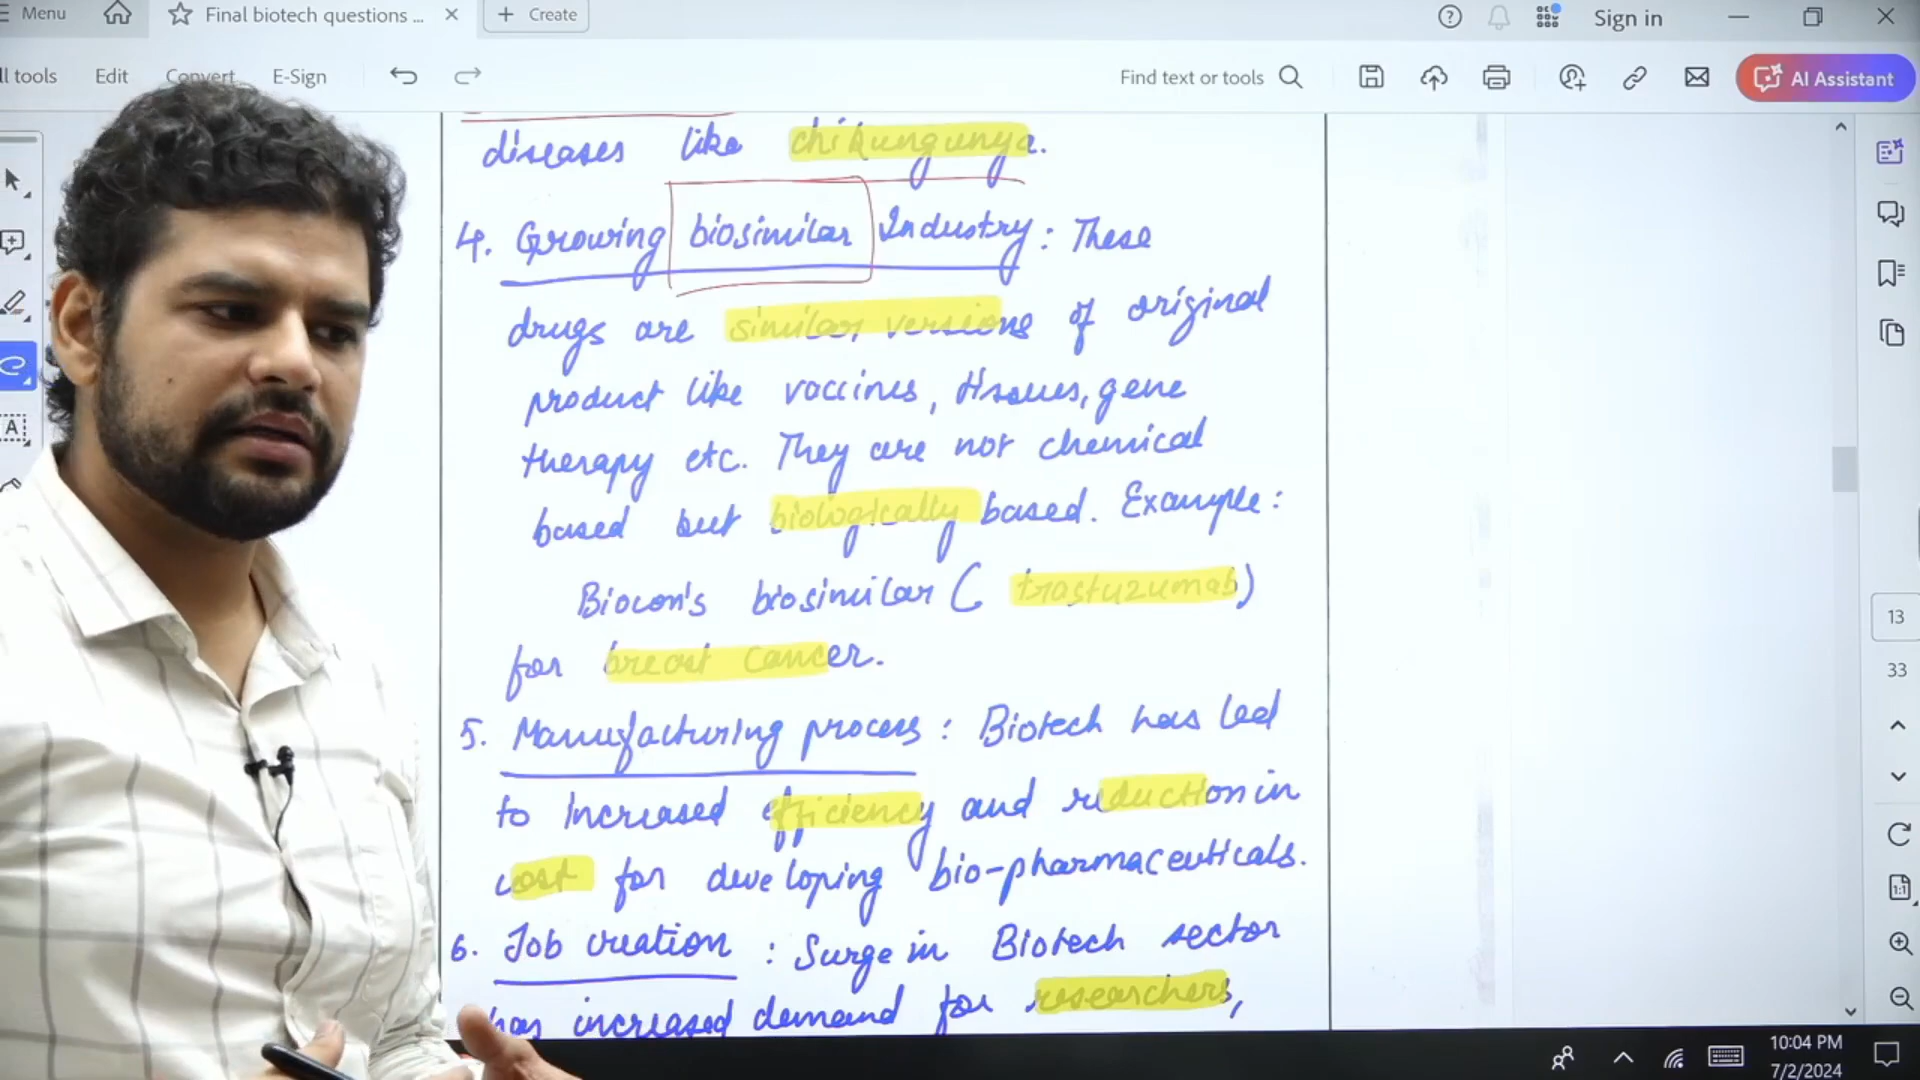 Menu
Final biotech questions ...
Create
Sign in
ll tools
Edit
Convert
E-Sign
Find text or tools
AI Assistant
diseases like chikungunya.
4. Growing biosimilar Industry: These
drugs are similar versions of original
product like vaccines, tissues, gene
therapy etc. They are not chemical
based but biologically based. Example:
Biocon's biosimilar ( trastuzumab)
for breast cancer.
5. Manufacturing process: Biotech has led
to Increased efficiency and reduction in
cost for developing bio-pharmaceuticals.
6. Job creation: Surge in Biotech sector
has increased demand for researchers,
13
33
1:1
A
10:04 PM
7/2/2024